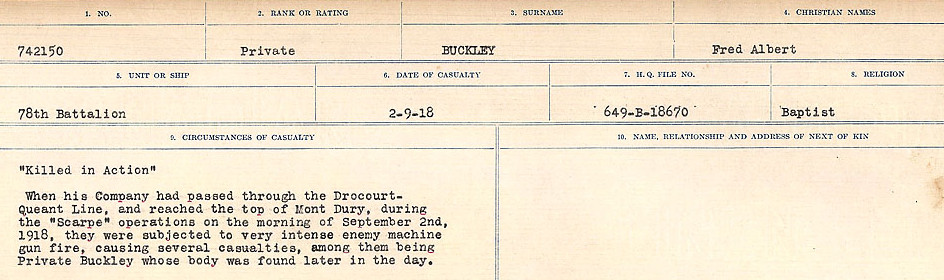 1. NO. 2. RANK OR RATING 3. SURNAME 4. CHRISTIAN NAMES
742150 Private BUCKLEY Fred Albert
5. UNIT OR SHIP 6. DATE OF CASUALTY 7. H.Q. FILE NO. 8. RELIGION
78th Battalion 2-9-18 649-B-18670 Baptist
9. CIRCUMSTANCES OF CASUALTY 10. NAME, RELATIONSHIP AND ADDRESS OF NEXT OF KIN
"Killed in Action"
When his Company had passed through the Drocourt-
Queant Line, and reached the top of Mont Dury, during
the "Scarpe" operations on the morning of September 2nd,
1918, they were subjected to very intense enemy machine
gun fire, causing several casualties, among them being
Private Buckley whose body was found later in the day.